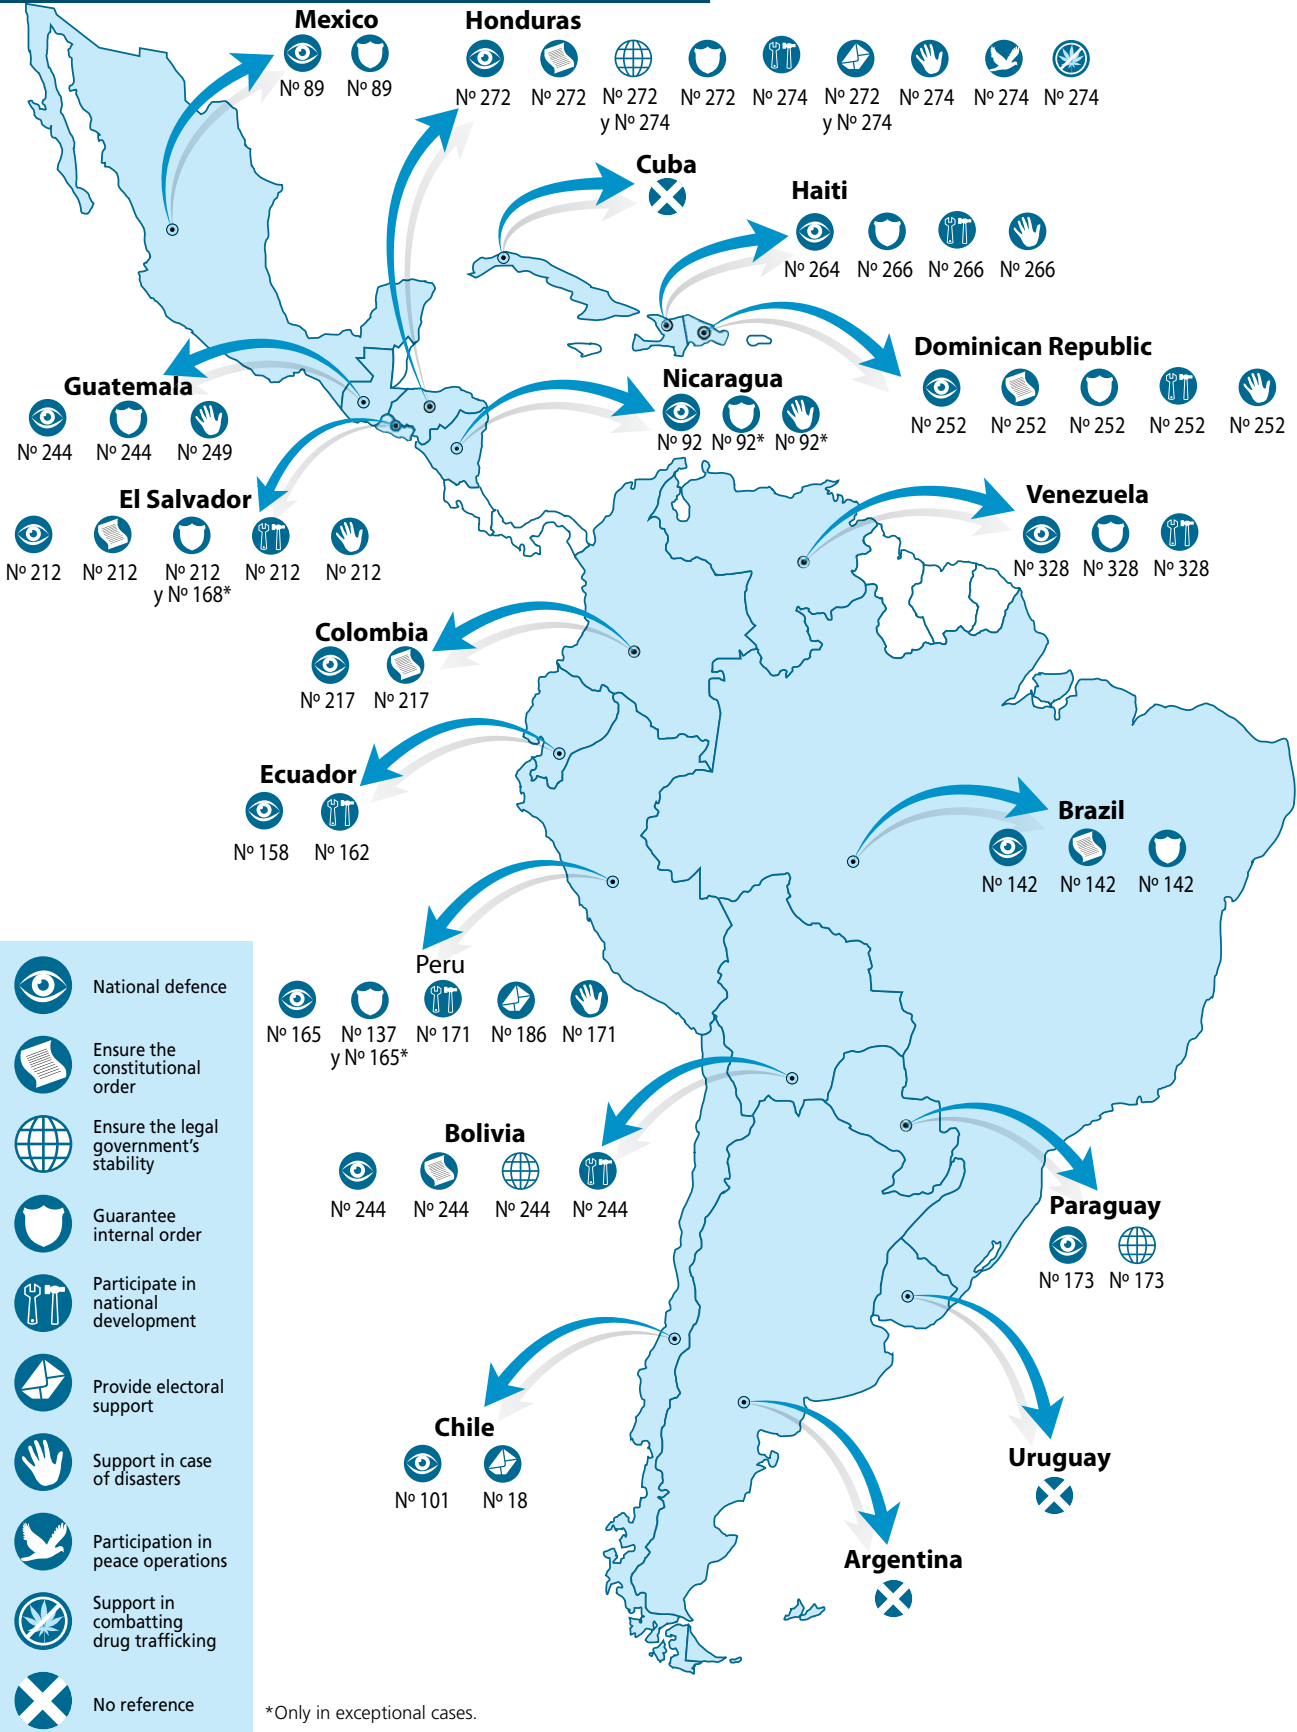 Mexico
Nº 89 Nº 89
Honduras
Nº 272 Nº 272 Nº 272 Nº 272 Nº 274 Nº 272 Nº 274 Nº 274 Nº 274
y Nº 274 y Nº 274
Cuba
Haiti
Nº 264 Nº 266 Nº 266 Nº 266
Dominican Republic
Nº 252 Nº 252 Nº 252 Nº 252 Nº 252
Guatemala
Nº 244 Nº 244 Nº 249
Nicaragua
Nº 92 Nº 92* Nº 92*
El Salvador
Nº 212 Nº 212 Nº 212 Nº 212 Nº 212
y Nº 168*
Venezuela
Nº 328 Nº 328 Nº 328
Colombia
Nº 217 Nº 217
Ecuador
Nº 158 Nº 162
Brazil
Nº 142 Nº 142 Nº 142
Peru
Nº 165 Nº 137 Nº 171 Nº 186 Nº 171
y Nº 165*
Bolivia
Nº 244 Nº 244 Nº 244 Nº 244
Paraguay
Nº 173 Nº 173
Chile
Nº 101 Nº 18
Uruguay
Argentina
National defence
Ensure the
constitutional
order
Ensure the legal
government's
stability
Guarantee
internal order
Participate in
national
development
Provide electoral
support
Support in case
of disasters
Participation in
peace operations
Support in
combatting
drug trafficking
No reference
*Only in exceptional cases.